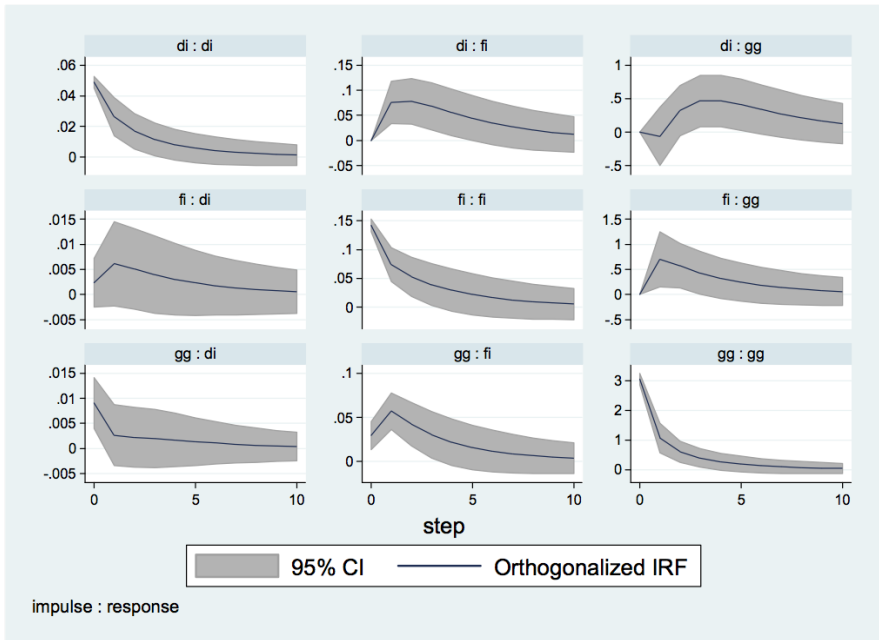 di : di
di : fi
di : gg
.06
.04
.02
0
.15
.1
.05
0
-.05
1
.5
0
-.5
fi : di
fi : fi
fi : gg
.015
.01
.005
0
-.005
.15
.1
.05
0
1.5
1
.5
0
-.5
gg : di
gg : fi
gg : gg
.015
.01
.005
0
-.005
.1
0.05
0
3
2
1
0
0 5 10
0 5 10
0 5 10
step
95% CI Orthogonalized IRF
impulse : response